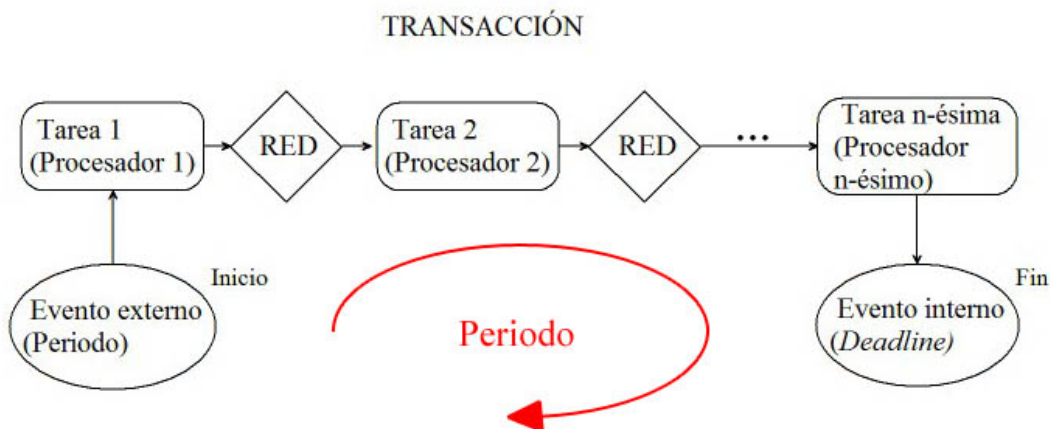 TRANSACCIÓN
Tarea 1
(Procesador 1)
RED
Tarea 2
(Procesador 2)
RED
...
Tarea n-ésima
(Procesador
n-ésimo)
Inicio
Evento externo
(Periodo)
Periodo
Fin
Evento interno
(Deadline)